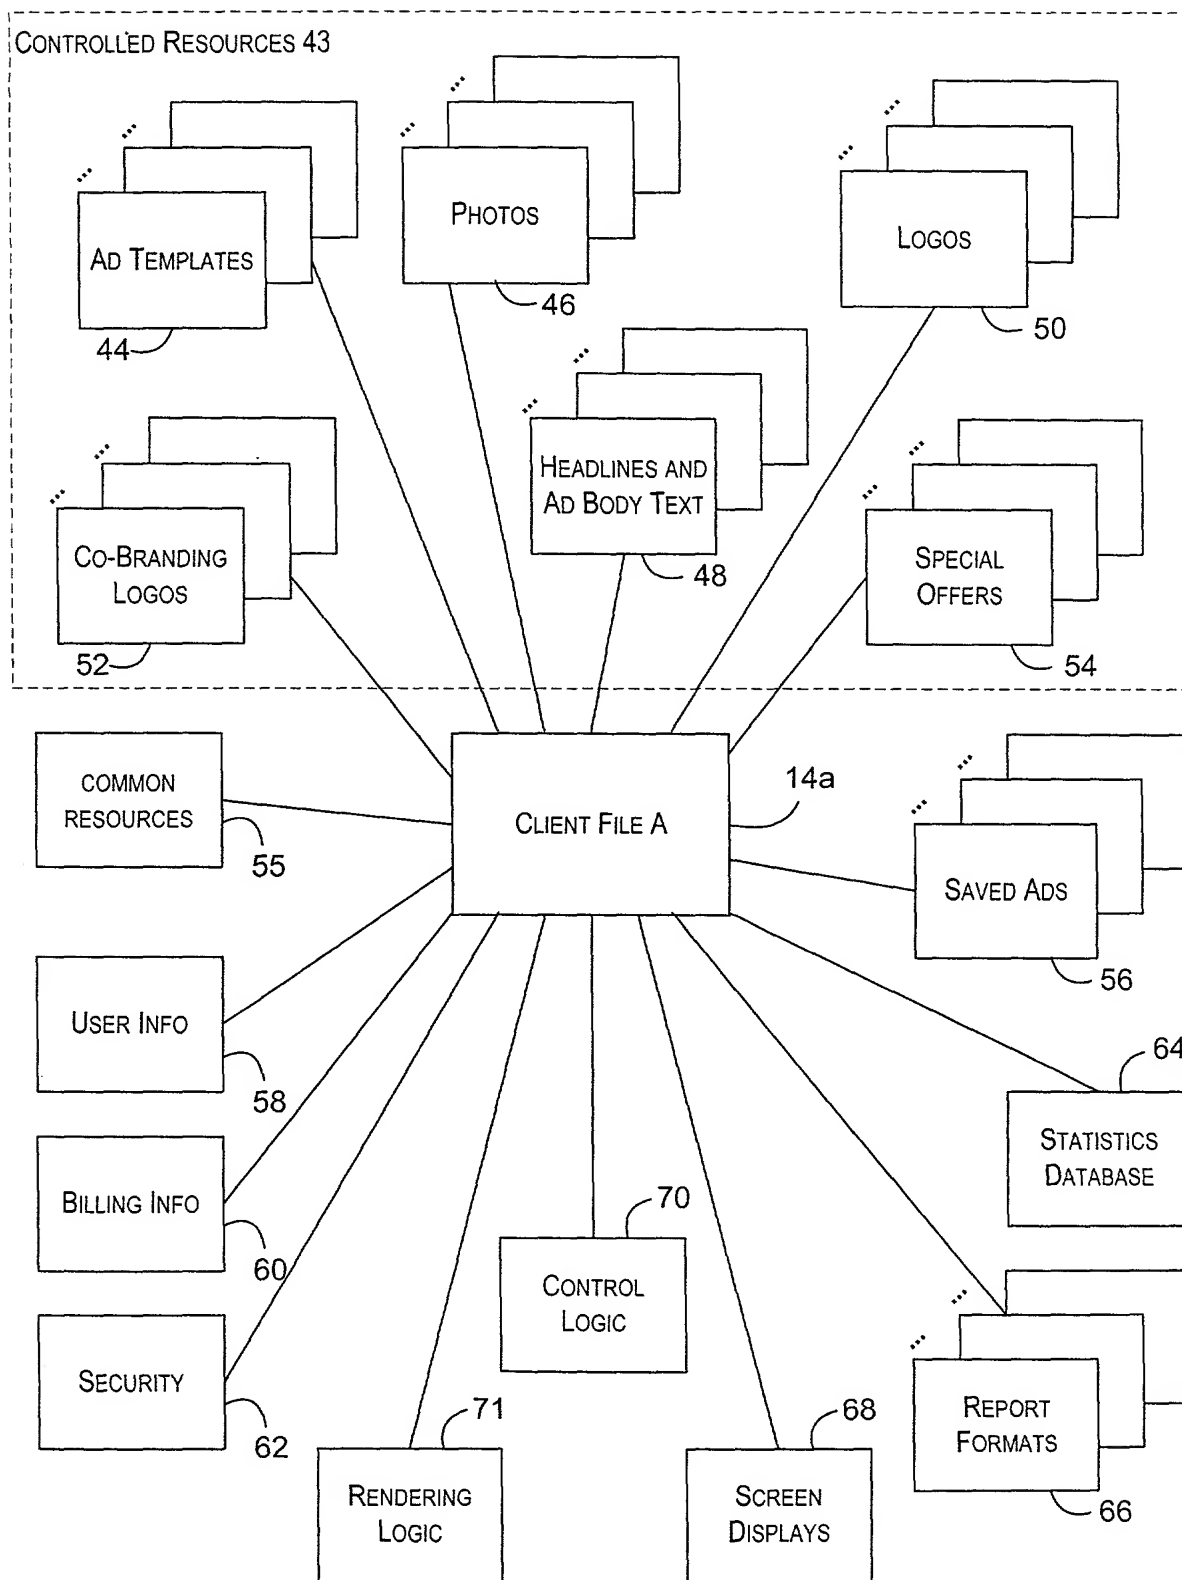 CONTROLLED RESOURCES 43
AD TEMPLATES
44
PHOTOS
46
LOGOS
50
CO-BRANDING
LOGOS
52
HEADLINES AND
AD BODY TEXT
48
SPECIAL
OFFERS
54
COMMON
RESOURCES
55
CLIENT FILE A
14a
SAVED ADS
56
USER INFO
58
64
STATISTICS
DATABASE
BILLING INFO
60
70
CONTROL
LOGIC
SECURITY
62
71
RENDERING
LOGIC
68
SCREEN
DISPLAYS
REPORT
FORMATS
66